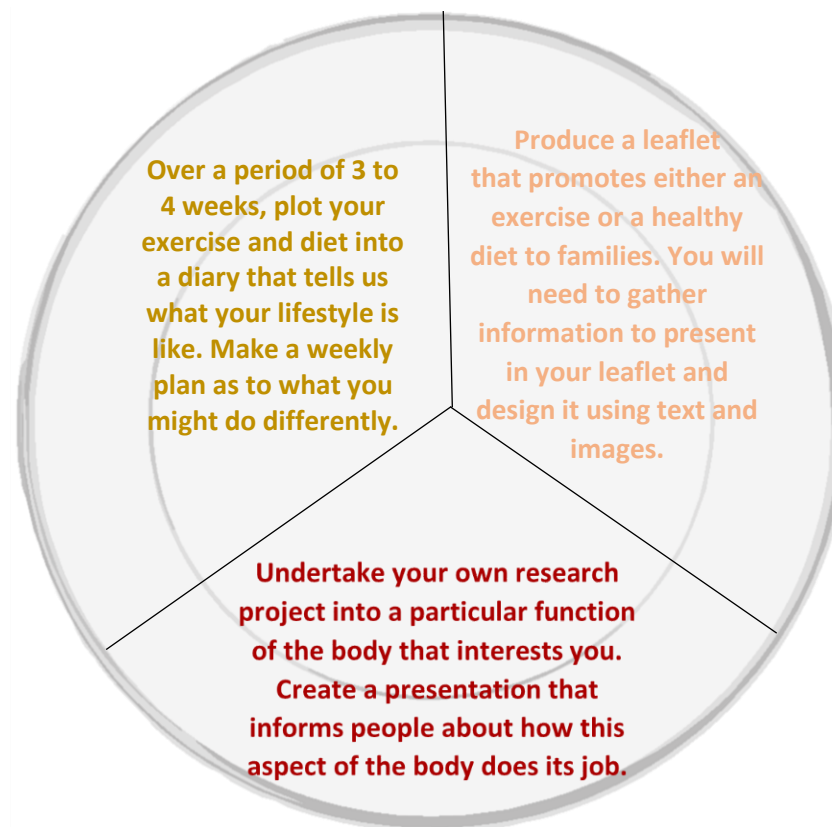 Over a period of 3 to
4 weeks, plot your
exercise and diet into
a diary that tells us
what your lifestyle is
like. Make a weekly
plan as to what you
might do differently.
Produce a leaflet
that promotes either an
exercise or a healthy
diet to families. You will
need to gather
information to present
in your leaflet and
design it using text and
images.
Undertake your own research
project into a particular function
of the body that interests you.
Create a presentation that
informs people about how this
aspect of the body does its job.